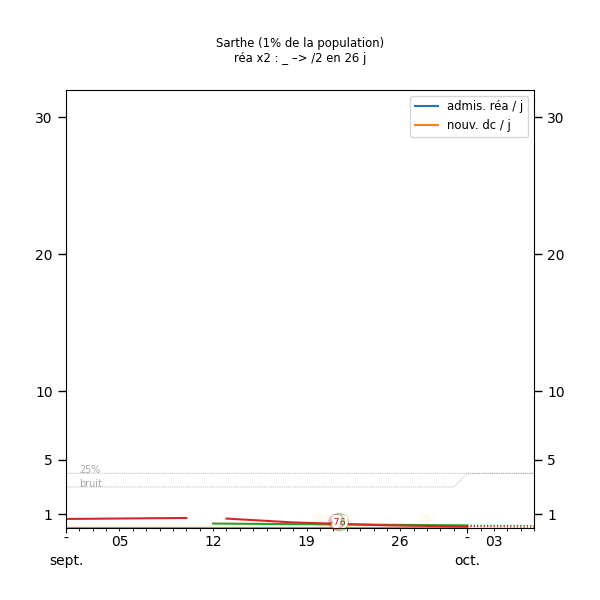 Sarthe (1% de la population)
réa x2 : _ –> /2 en 26 j
admis. réa / j
nouv. dc / j
30 30
20 20
10 10
5 5
25%
bruit
1 1
- 05 12 19 26 - 03
sept. oct.